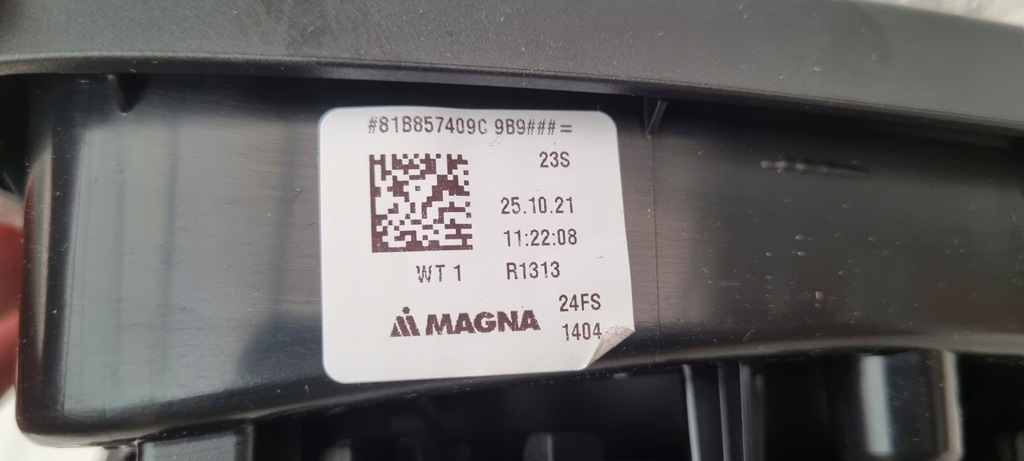 #81B857409C 9B9###=
23S
25.10.21
11:22:08
WT 1 R1313
24FS
MAGNA
1404